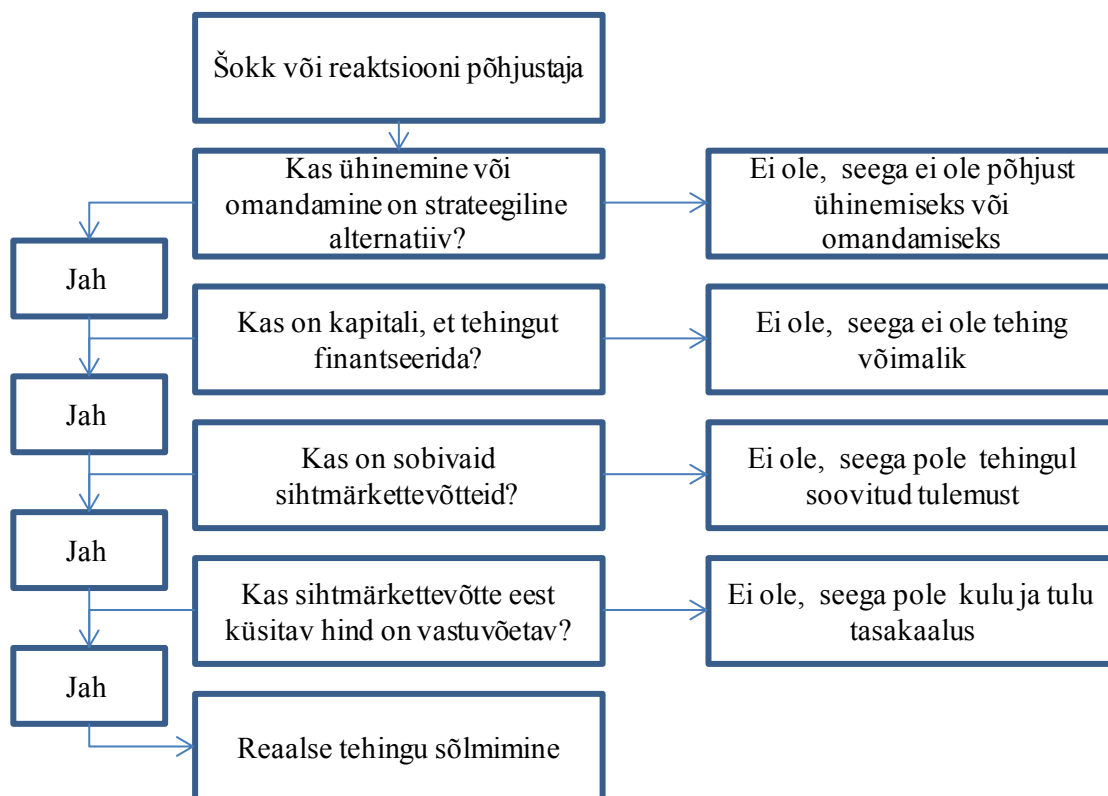 Šokk või reaktsiooni põhjustaja
Kas ühinemine või
omandamine on strateegiline
alternatiiv?
Ei ole, seega ei ole põhjust
ühinemiseks või
omandamiseks
Jah
Kas on kapitali, et tehingut
finantseerida?
Ei ole, seega ei ole tehing
võimalik
Jah
Kas on sobivaid
sihtmärkettevõtteid?
Ei ole, seega pole tehingul
soovitud tulemust
Jah
Kas sihtmärkettevõtte eest
küsitav hind on vastuvõetav?
Ei ole, seega pole kulu ja tulu
tasakaalus
Jah
Reaalse tehingu sõlmimine